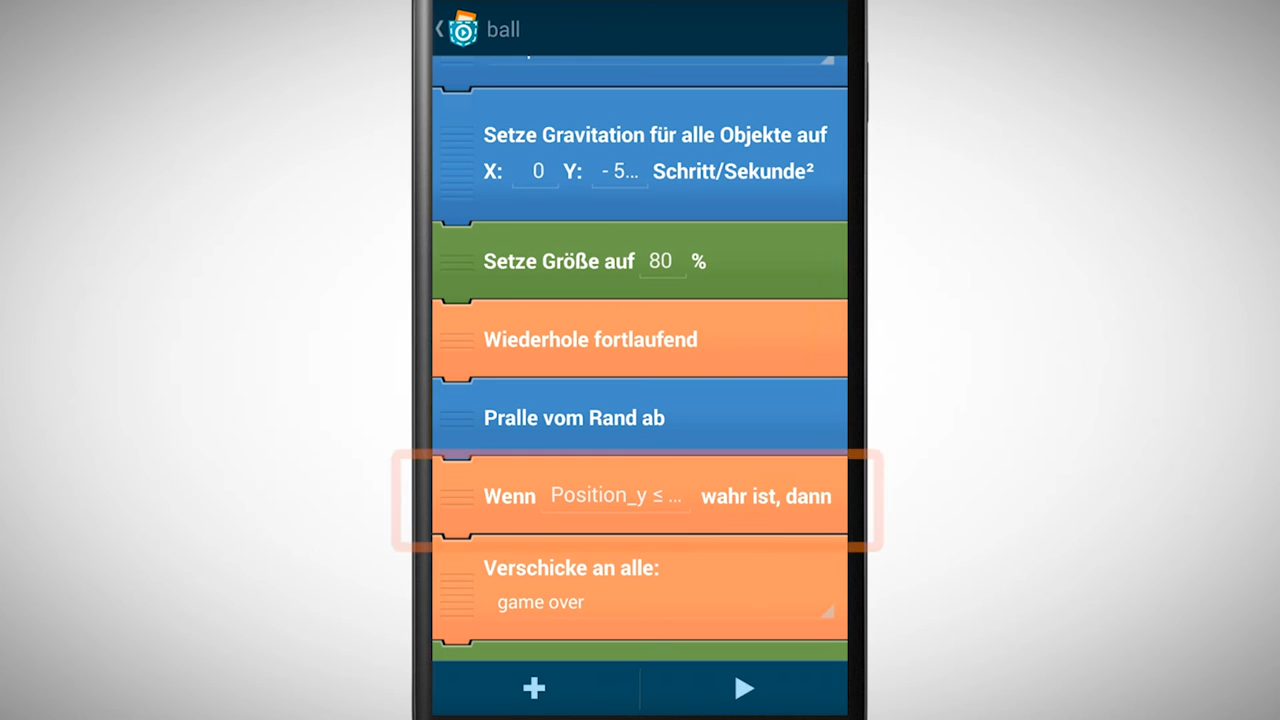 ball
Setze Gravitation für alle Objekte auf
X: 0 Y: - 5... Schritt/Sekunde²
Setze Größe auf 80 %
Wiederhole fortlaufend
Pralle vom Rand ab
Wenn Position_y ≤ ... wahr ist, dann
Verschicke an alle:
game over